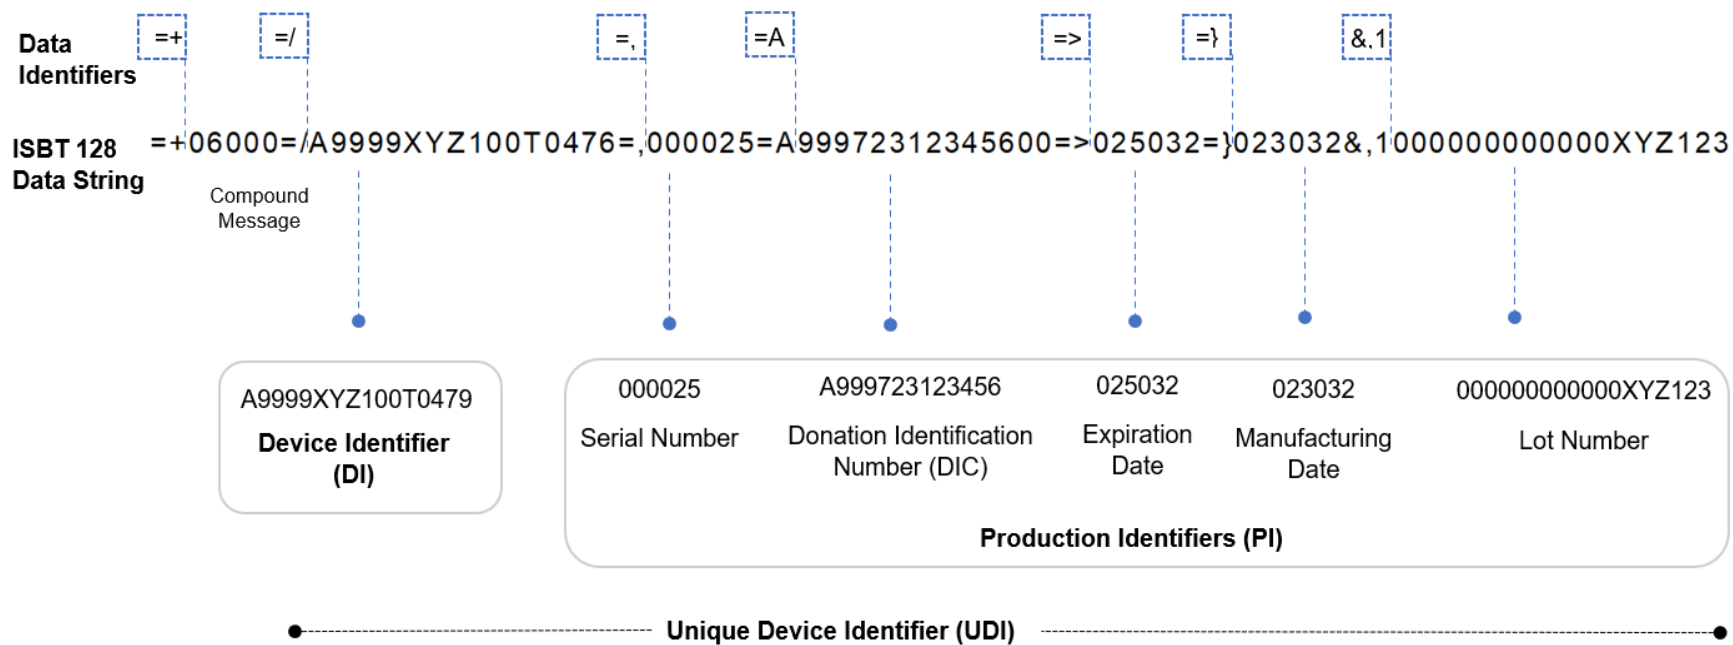 Data
Identifiers
=+
=/
=,
=A
=>
=}
&,1
ISBT 128
Data String
=+06000=/A9999XYZ100T0476=,000025=A99972312345600=>025032=}023032&,1000000000000XYZ123
Compound
Message
A9999XYZ100T0479
Device Identifier
(DI)
000025
Serial Number
A999723123456
Donation Identification
Number (DIC)
025032
Expiration
Date
023032
Manufacturing
Date
000000000000XYZ123
Lot Number
Production Identifiers (PI)
Unique Device Identifier (UDI)